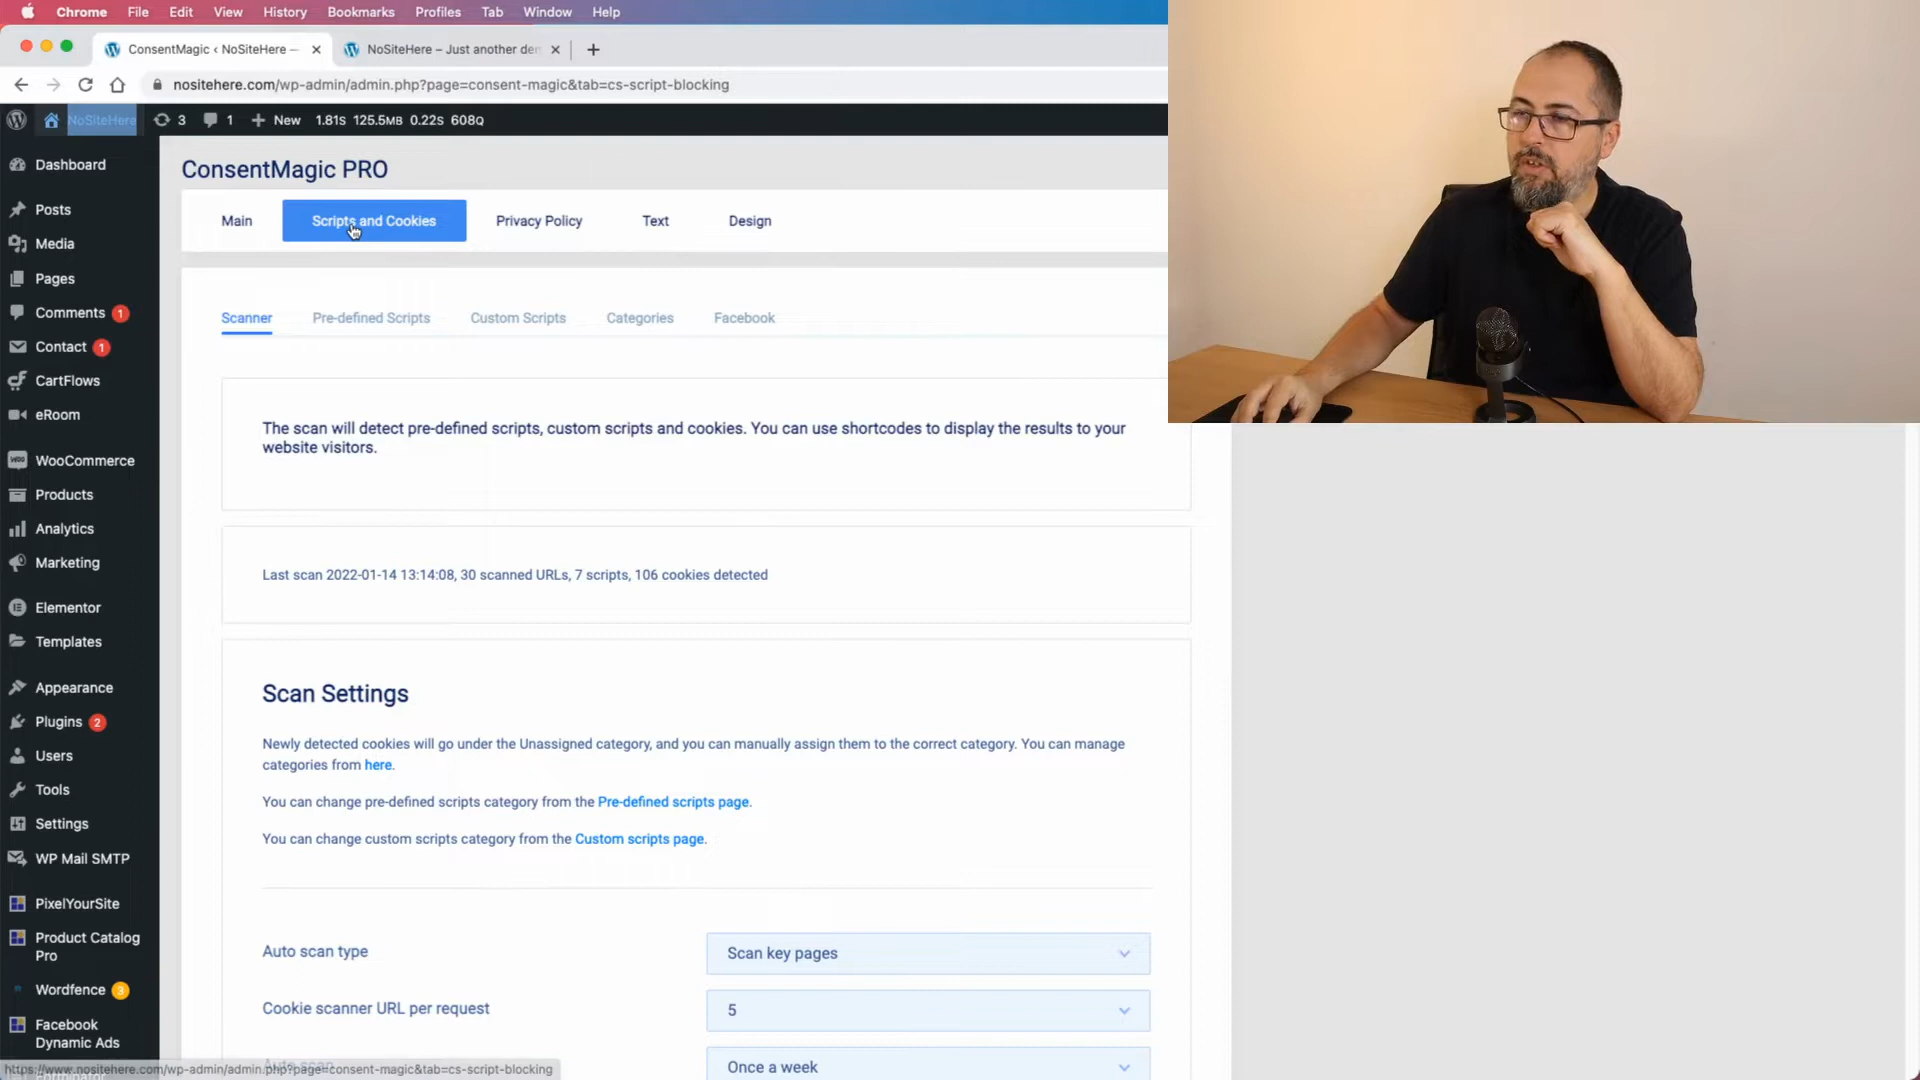 Chrome File Edit View History Bookmarks Profiles Tab Window Help
ConsentMagic ‹ NoSiteHere — NoSiteHere – Just another den
nositehere.com/wp-admin/admin.php?page=consent-magic&tab=cs-script-blocking
NoSiteHere 3 1 New 1.81S 125.5MB 0.22S 608Q
Dashboard
Posts
Media
Pages
Comments 1
Contact 1
CartFlows
eRoom
WooCommerce
Products
Analytics
Marketing
Elementor
Templates
Appearance
Plugins 2
Users
Tools
Settings
WP Mail SMTP
PixelYourSite
Product Catalog
Pro
Wordfence 3
Facebook
Dynamic Ads
ConsentMagic PRO
Main Scripts and Cookies Privacy Policy Text Design
Scanner Pre-defined Scripts Custom Scripts Categories Facebook
The scan will detect pre-defined scripts, custom scripts and cookies. You can use shortcodes to display the results to your
website visitors.
Last scan 2022-01-14 13:14:08, 30 scanned URLs, 7 scripts, 106 cookies detected
Scan Settings
Newly detected cookies will go under the Unassigned category, and you can manually assign them to the correct category. You can manage
categories from here.
You can change pre-defined scripts category from the Pre-defined scripts page.
You can change custom scripts category from the Custom scripts page.
Auto scan type Scan key pages
Cookie scanner URL per request 5
Auto scan Once a week
https://www.nositehere.com/wp-admin/admin.php?page=consent-magic&tab=cs-script-blocking